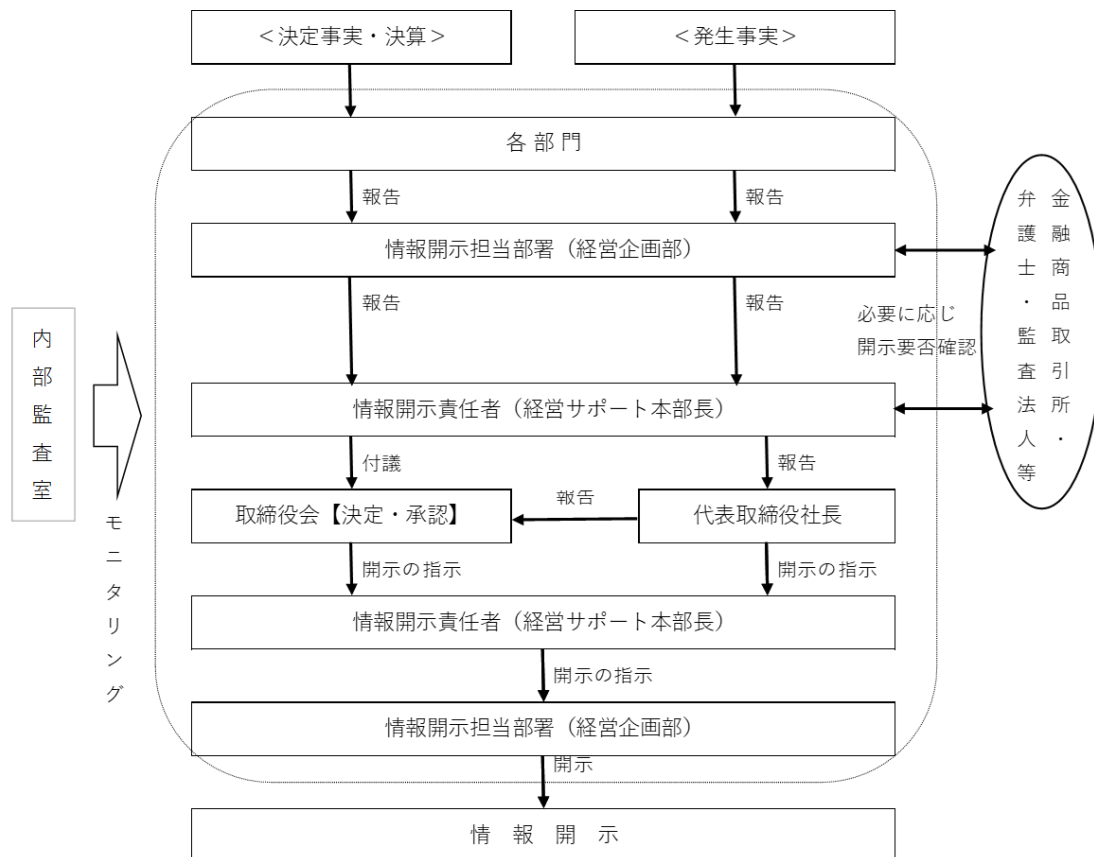 ＜決定事実・決算＞
＜発生事実＞
各部門
報告
報告
情報開示担当部署（経営企画部）
報告
報告
必要に応じ
開示要否確認
金融商品取引所・
弁護士・監査法人等
内部監査室
モニタリング
情報開示責任者（経営サポート本部長）
付議
報告
取締役会【決定・承認】
報告
代表取締役社長
開示の指示
開示の指示
情報開示責任者（経営サポート本部長）
開示の指示
情報開示担当部署（経営企画部）
開示
情報開示